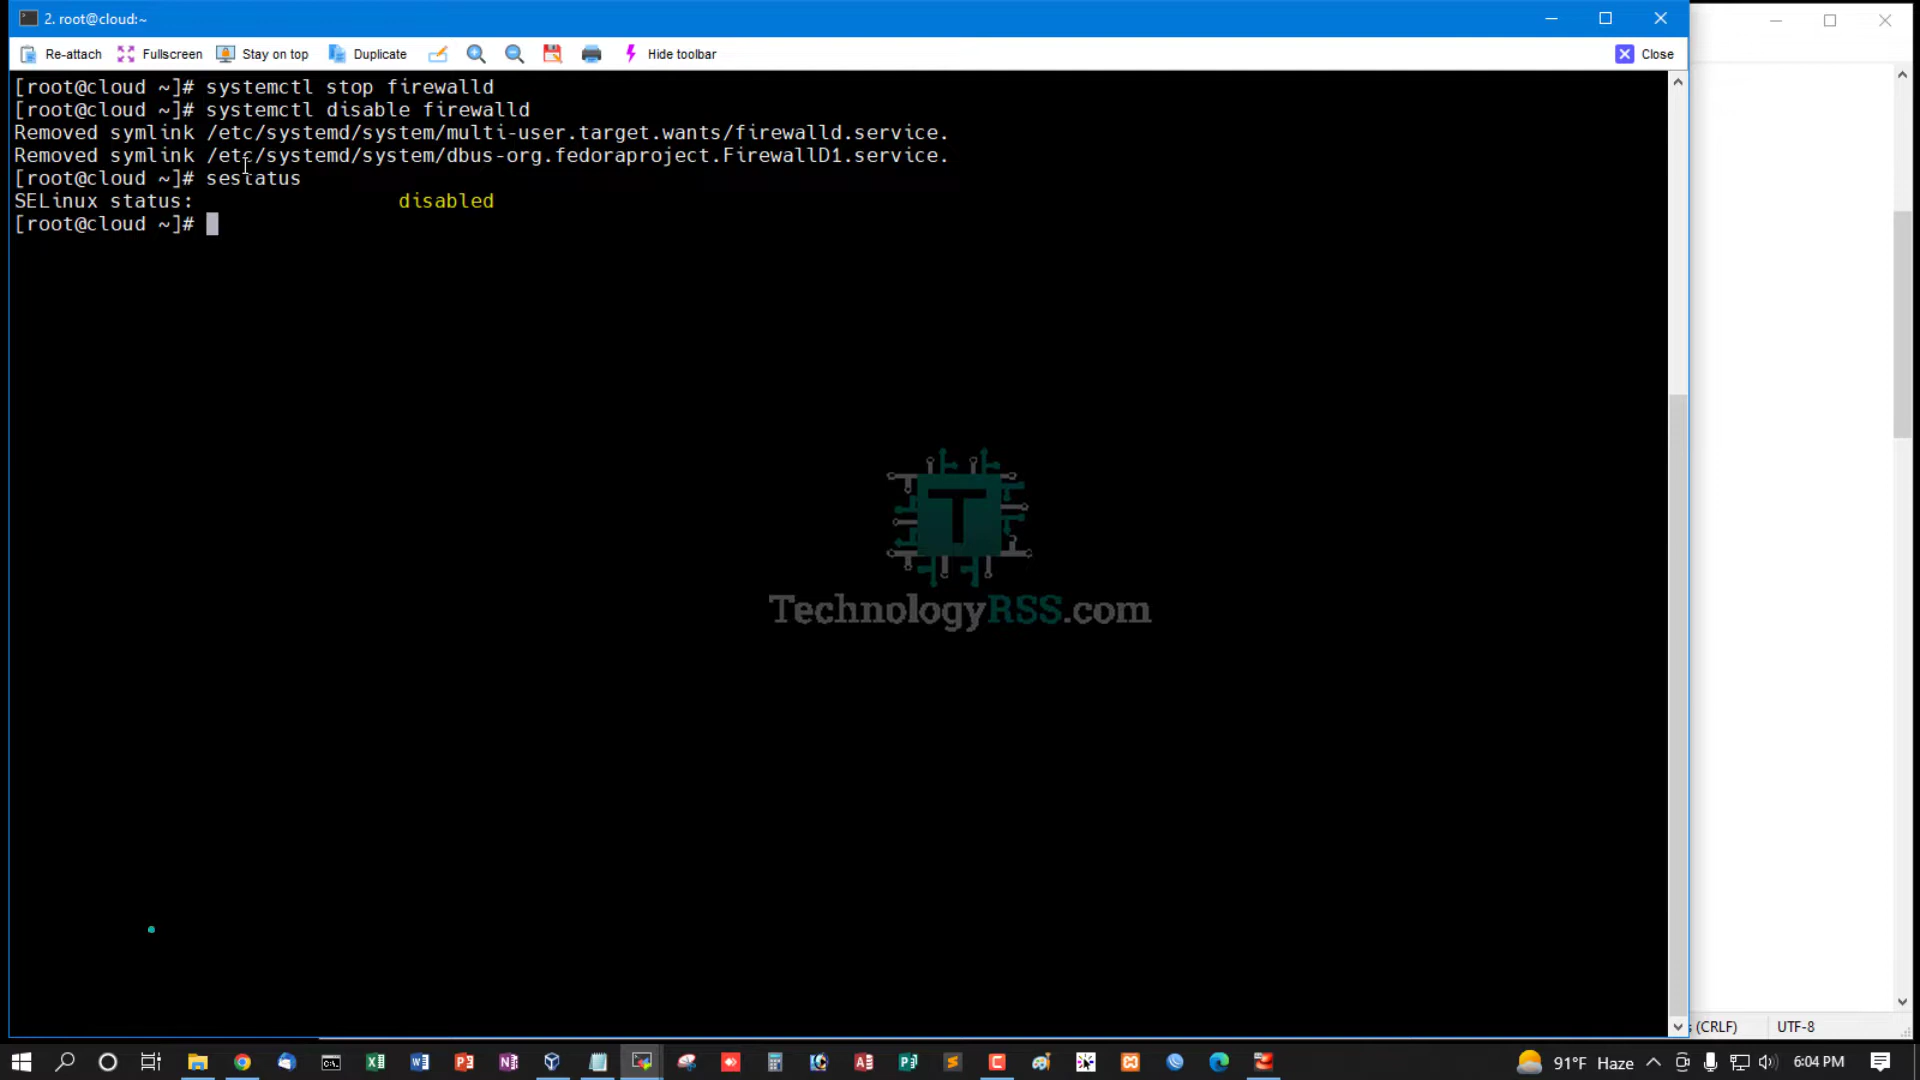 2. root@cloud:~
Re-attach Fullscreen Stay on top Duplicate Hide toolbar Close
[root@cloud ~]# systemctl stop firewalld
[root@cloud ~]# systemctl disable firewalld
Removed symlink /etc/systemd/system/multi-user.target.wants/firewalld.service.
Removed symlink /etc/systemd/system/dbus-org.fedoraproject.FirewallD1.service.
[root@cloud ~]# sestatus
SELinux status: disabled
[root@cloud ~]#
T
TechnologyRSS.com
(CRLF) UTF-8
91°F Haze 6:04 PM